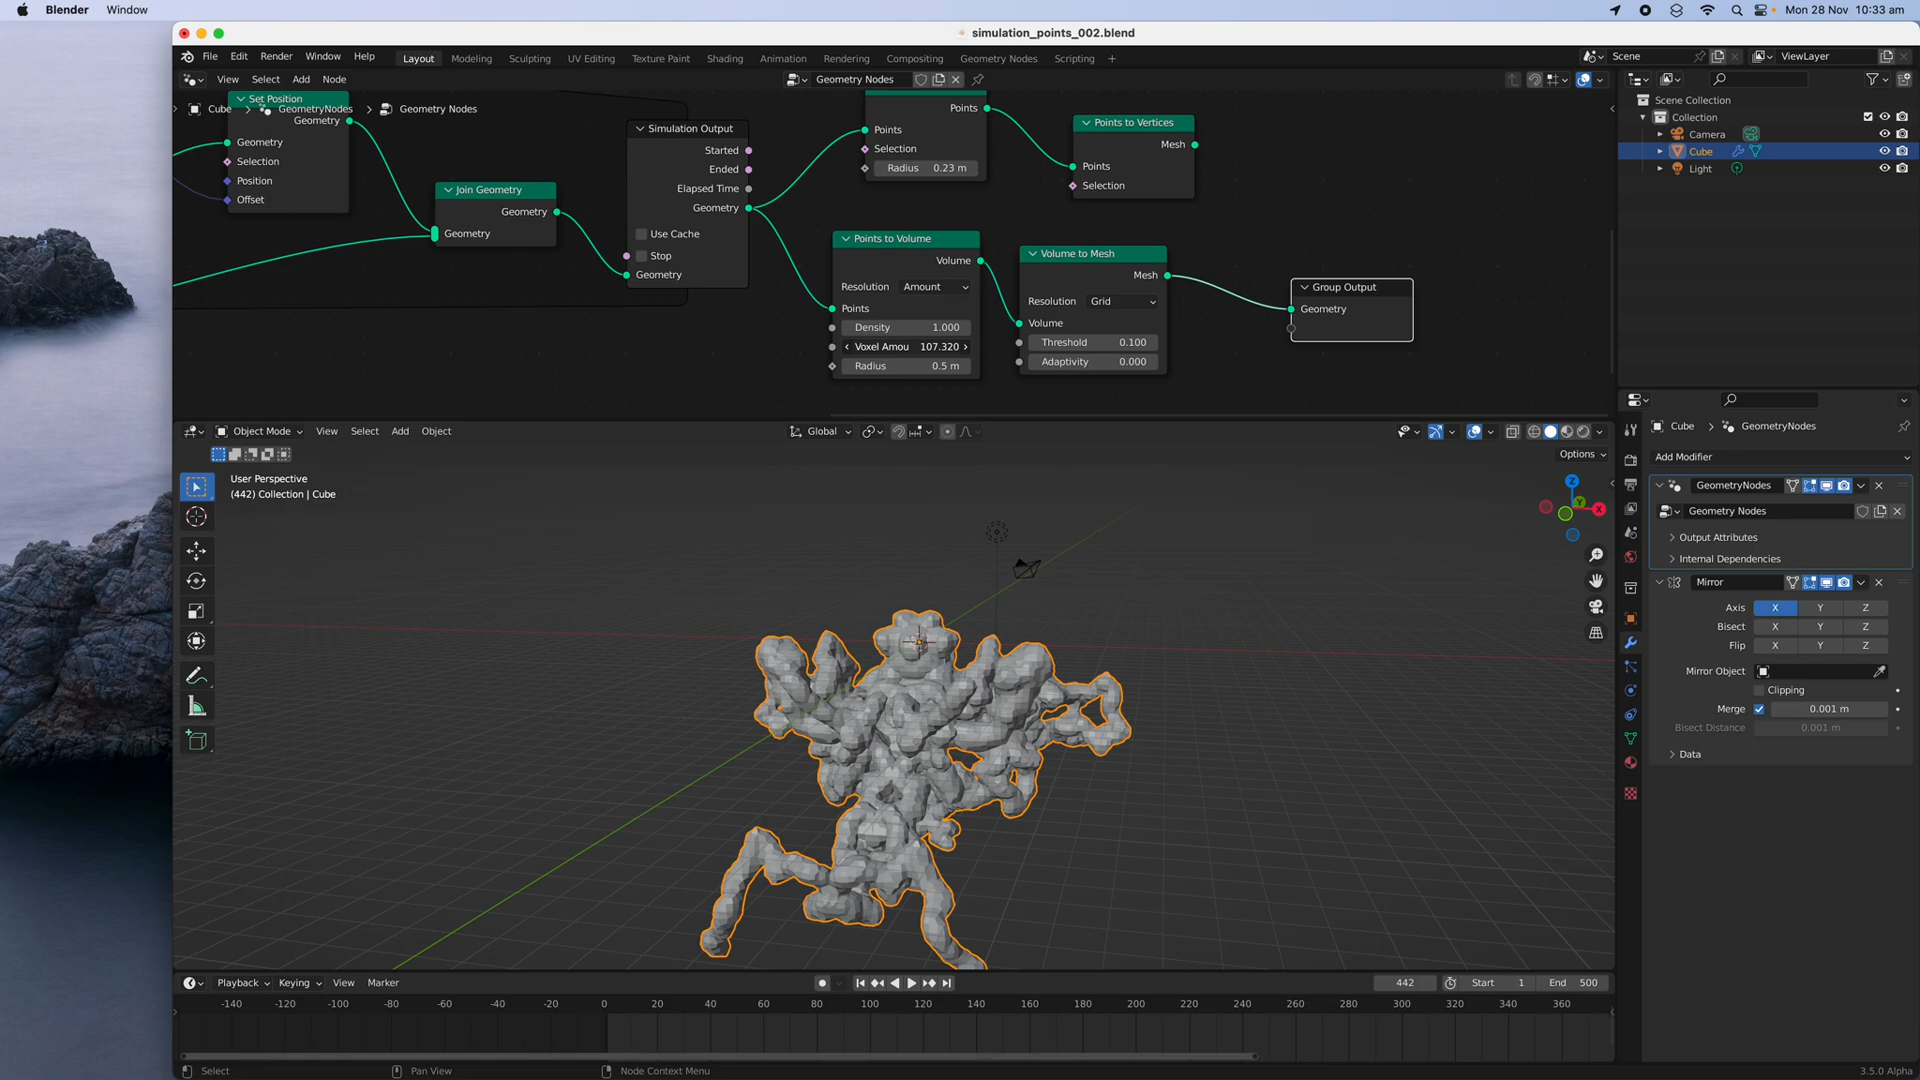 Blender Window Mon 28 Nov 10:33 am
simulation_points_002.blend
File Edit Render Window Help Layout Modeling Sculpting UV Editing Texture Paint Shading Animation Rendering Compositing Geometry Nodes Scripting + Scene ViewLayer
View Select Add Node Geometry Nodes
Set Position
Cube > GeometryNodes > Geometry Nodes
Geometry
Geometry
Selection
Position
Offset
Join Geometry
Geometry
Geometry
Simulation Output
Started
Ended
Elapsed Time
Geometry
Use Cache
Stop
Geometry
Points
Points
Selection
Radius 0.23 m
Points to Vertices
Mesh
Points
Selection
Points to Volume
Volume
Resolution Amount
Points
Density 1.000
Voxel Amou 107.320
Radius 0.5 m
Volume to Mesh
Mesh
Resolution Grid
Volume
Threshold 0.100
Adaptivity 0.000
Group Output
Geometry
Scene Collection
Collection
Camera
Cube
Light
Object Mode View Select Add Object Global
Options
User Perspective
(442) Collection | Cube
Z
Y
X
Cube > GeometryNodes
Add Modifier
GeometryNodes
Geometry Nodes
Output Attributes
Internal Dependencies
Mirror
Axis X Y Z
Bisect X Y Z
Flip X Y Z
Mirror Object
Clipping
Merge 0.001 m
Bisect Distance 0.001 m
Data
Playback Keying View Marker 442 Start 1 End 500
-140 -120 -100 -80 -60 -40 -20 0 20 40 60 80 100 120 140 160 180 200 220 240 260 280 300 320 340 360
Select Pan View Node Context Menu 3.5.0 Alpha